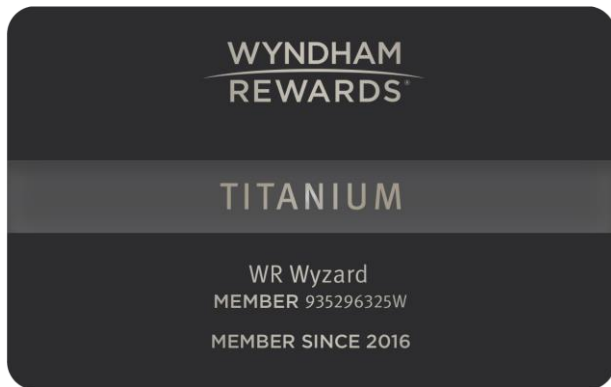 WYNDHAM
REWARDS®
TITANIUM
WR Wyzard
MEMBER 935296325W
MEMBER SINCE 2016